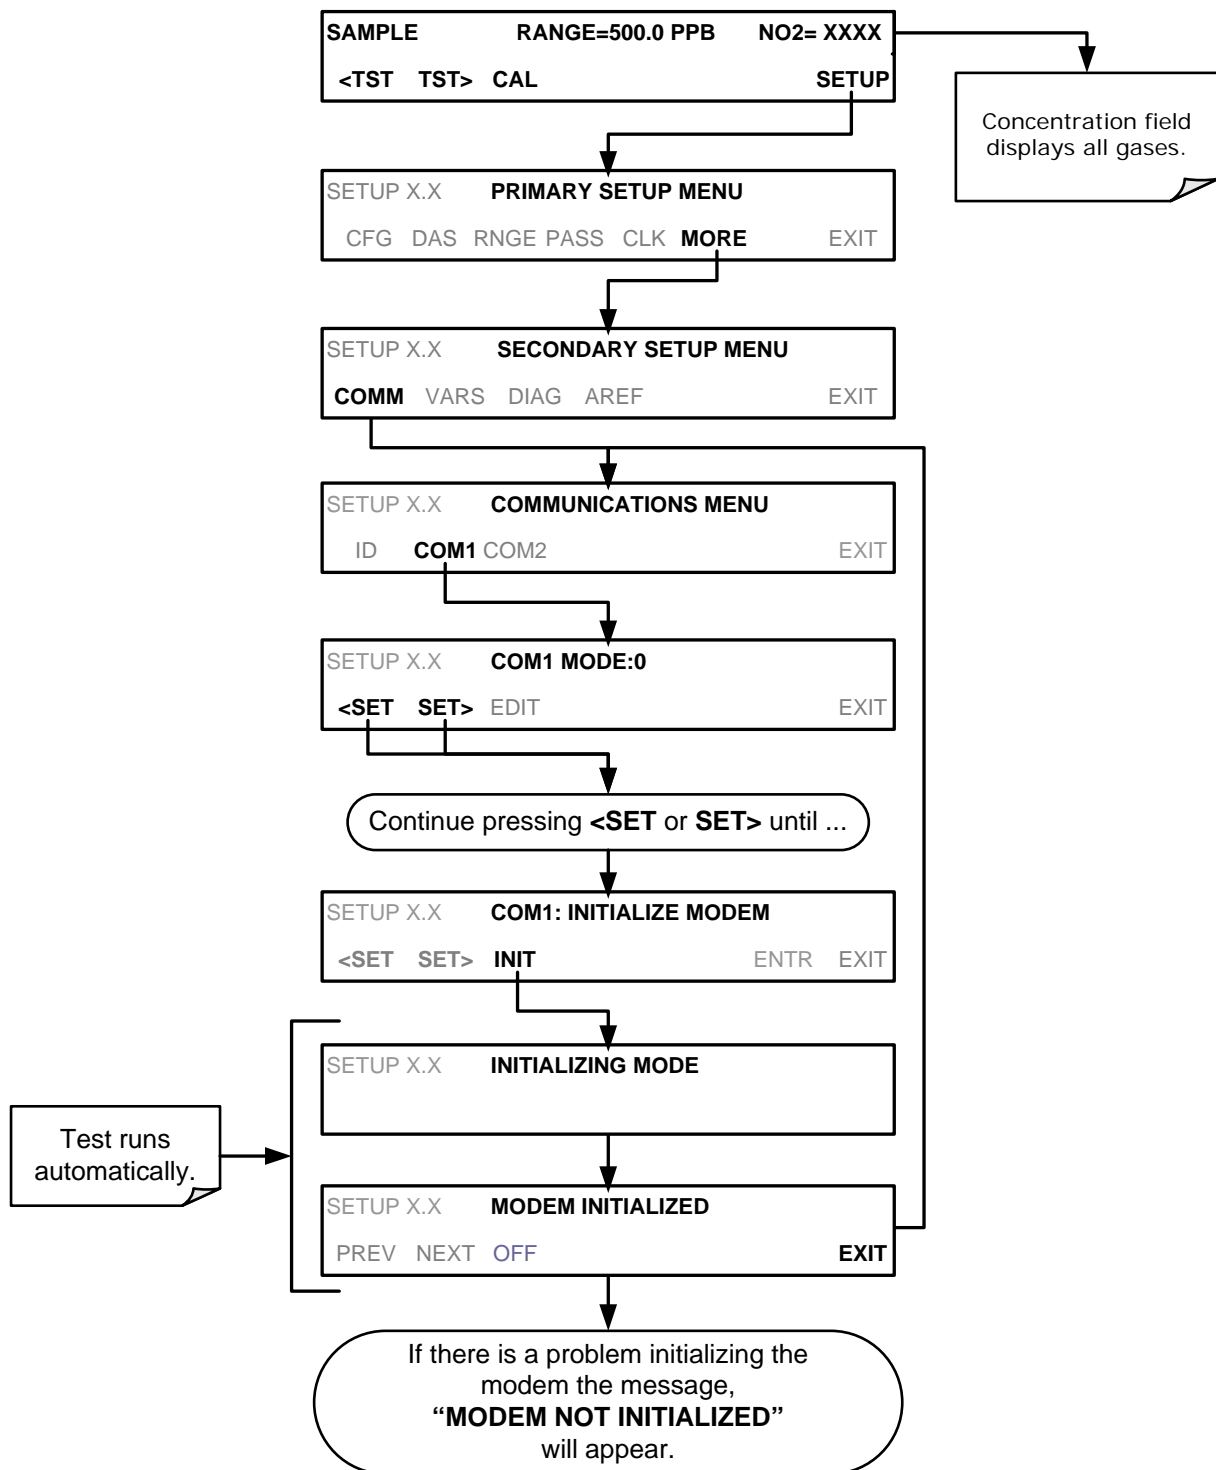 SAMPLE RANGE=500.0 PPB NO2= XXXX
<TST TST> CAL SETUP
Concentration field
displays all gases.
SETUP X.X PRIMARY SETUP MENU
CFG DAS RNGE PASS CLK MORE EXIT
SETUP X.X SECONDARY SETUP MENU
COMM VARS DIAG AREF EXIT
SETUP X.X COMMUNICATIONS MENU
ID COM1 COM2 EXIT
SETUP X.X COM1 MODE:0
<SET SET> EDIT EXIT
Continue pressing <SET or SET> until ...
SETUP X.X COM1: INITIALIZE MODEM
<SET SET> INIT ENTR EXIT
SETUP X.X INITIALIZING MODE
Test runs
automatically.
SETUP X.X MODEM INITIALIZED
PREV NEXT OFF EXIT
If there is a problem initializing the
modem the message,
“MODEM NOT INITIALIZED”
will appear.